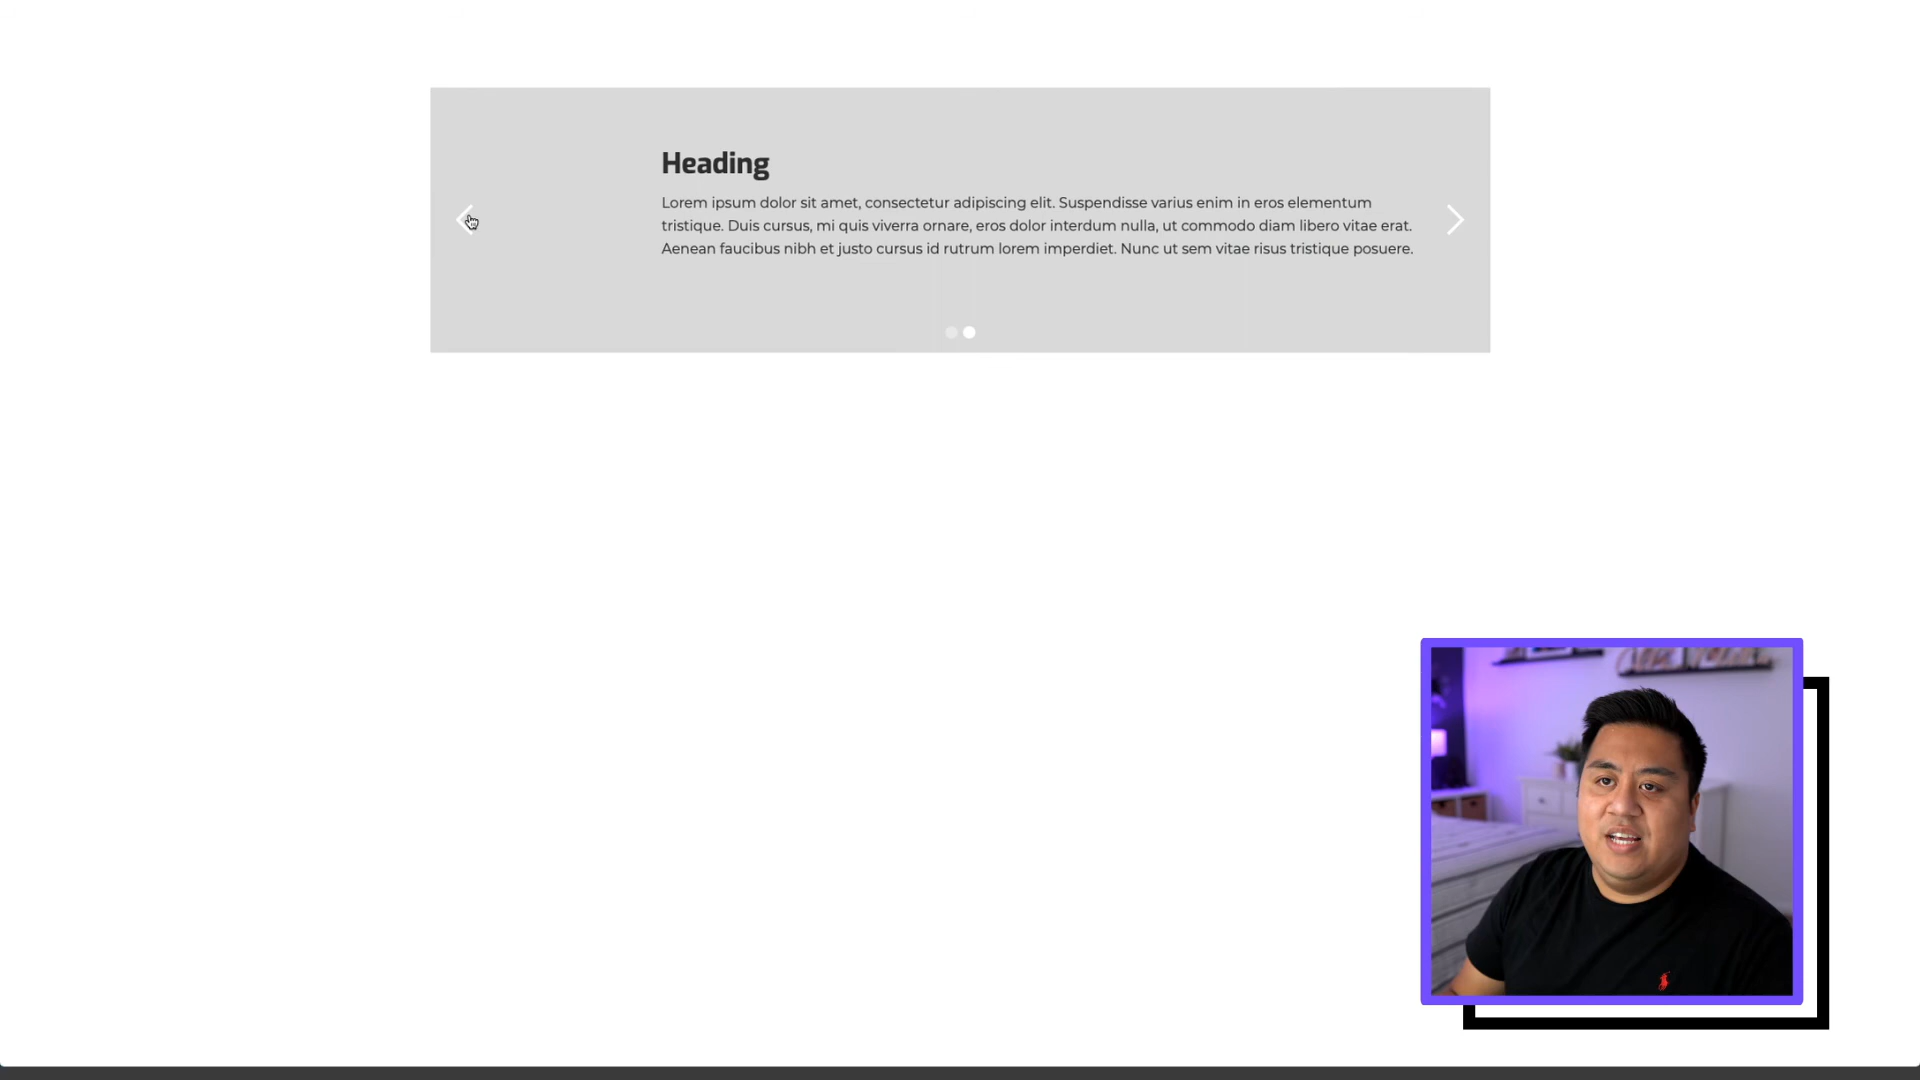 Heading
Lorem ipsum dolor sit amet, consectetur adipiscing elit. Suspendisse varius enim in eros elementum
tristique. Duis cursus, mi quis viverra ornare, eros dolor interdum nulla, ut commodo diam libero vitae erat.
Aenean faucibus nibh et justo cursus id rutrum lorem imperdiet. Nunc ut sem vitae risus tristique posuere.